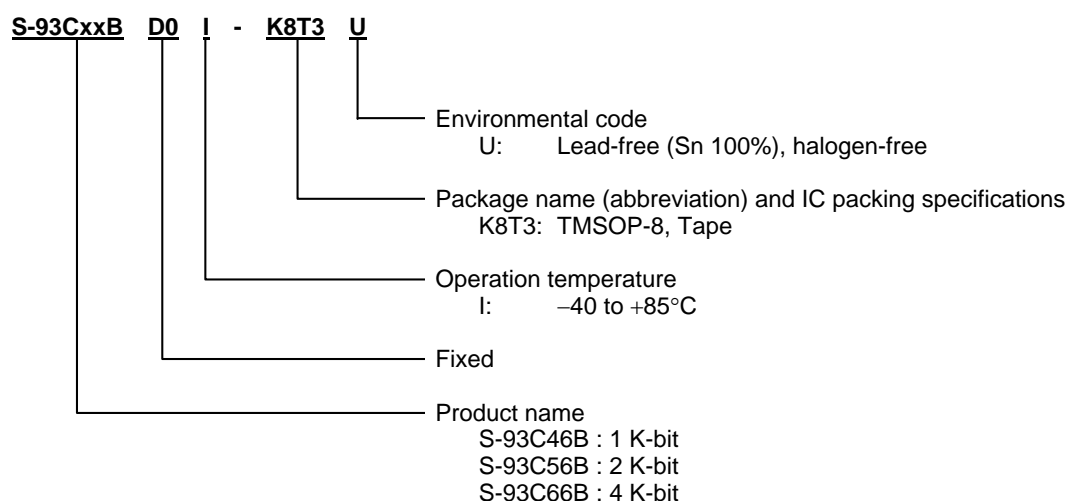 S-93CxxB D0 I - K8T3 U
Environmental code
U: Lead-free (Sn 100%), halogen-free
Package name (abbreviation) and IC packing specifications
K8T3: TMSOP-8, Tape
Operation temperature
I: −40 to +85°C
Fixed
Product name
S-93C46B : 1 K-bit
S-93C56B : 2 K-bit
S-93C66B : 4 K-bit